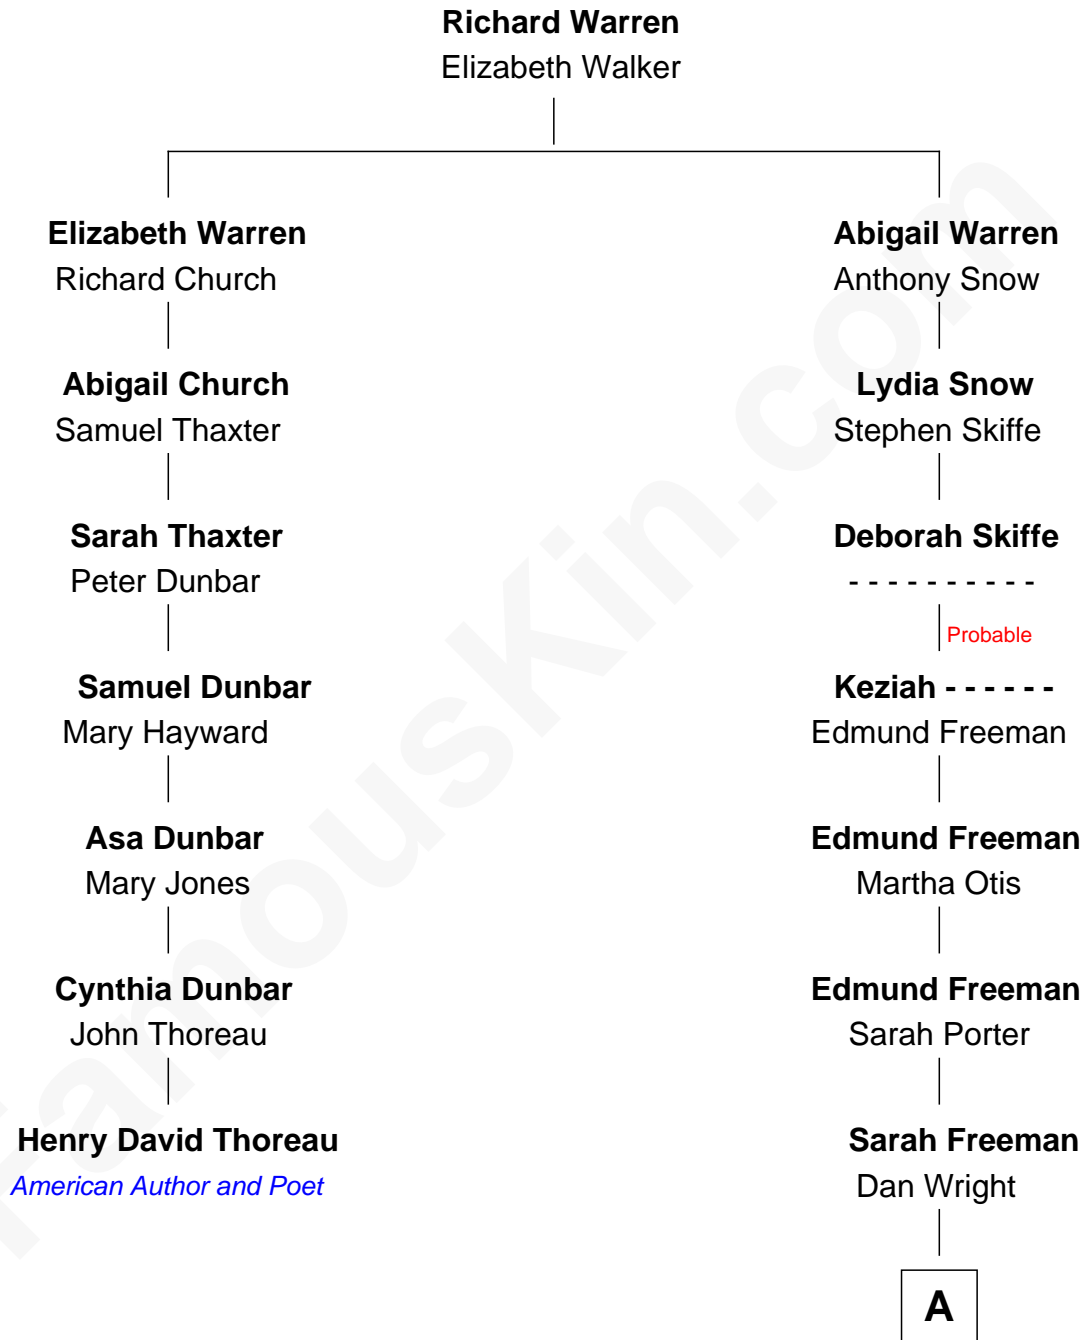 Richard Warren
Elizabeth Walker
Elizabeth Warren
Richard Church
Abigail Church
Samuel Thaxter
Sarah Thaxter
Peter Dunbar
Samuel Dunbar
Mary Hayward
Asa Dunbar
Mary Jones
Cynthia Dunbar
John Thoreau
Henry David Thoreau
American Author and Poet
Abigail Warren
Anthony Snow
Lydia Snow
Stephen Skiffe
Deborah Skiffe
- - - - - - - - - -
Probable
Keziah - - - - - -
Edmund Freeman
Edmund Freeman
Martha Otis
Edmund Freeman
Sarah Porter
Sarah Freeman
Dan Wright
A
FamousKin.com